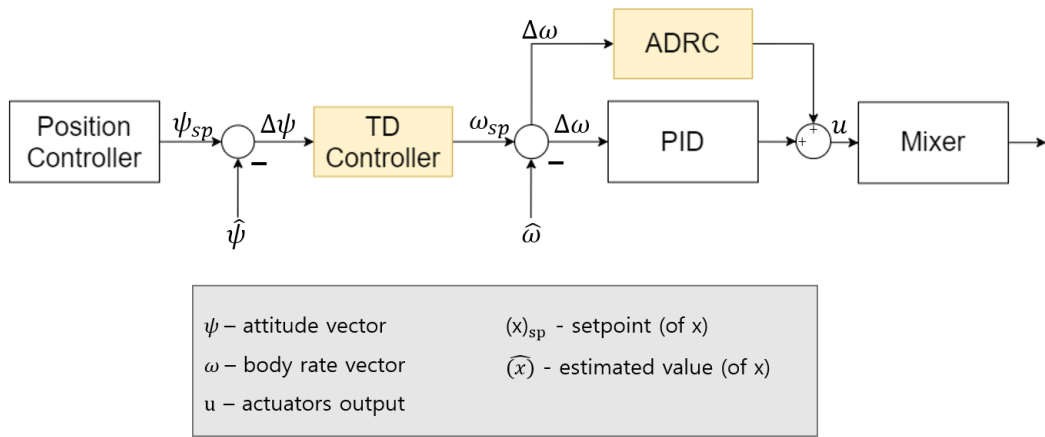 Δω
ADRC
Position
Controller
ψsp
Δψ
−
TD
Controller
ωsp
Δω
−
PID
+
+
u
Mixer
ψ̂
ω̂
ψ – attitude vector
(x)sp - setpoint (of x)
ω – body rate vector
(x)̂ - estimated value (of x)
u – actuators output